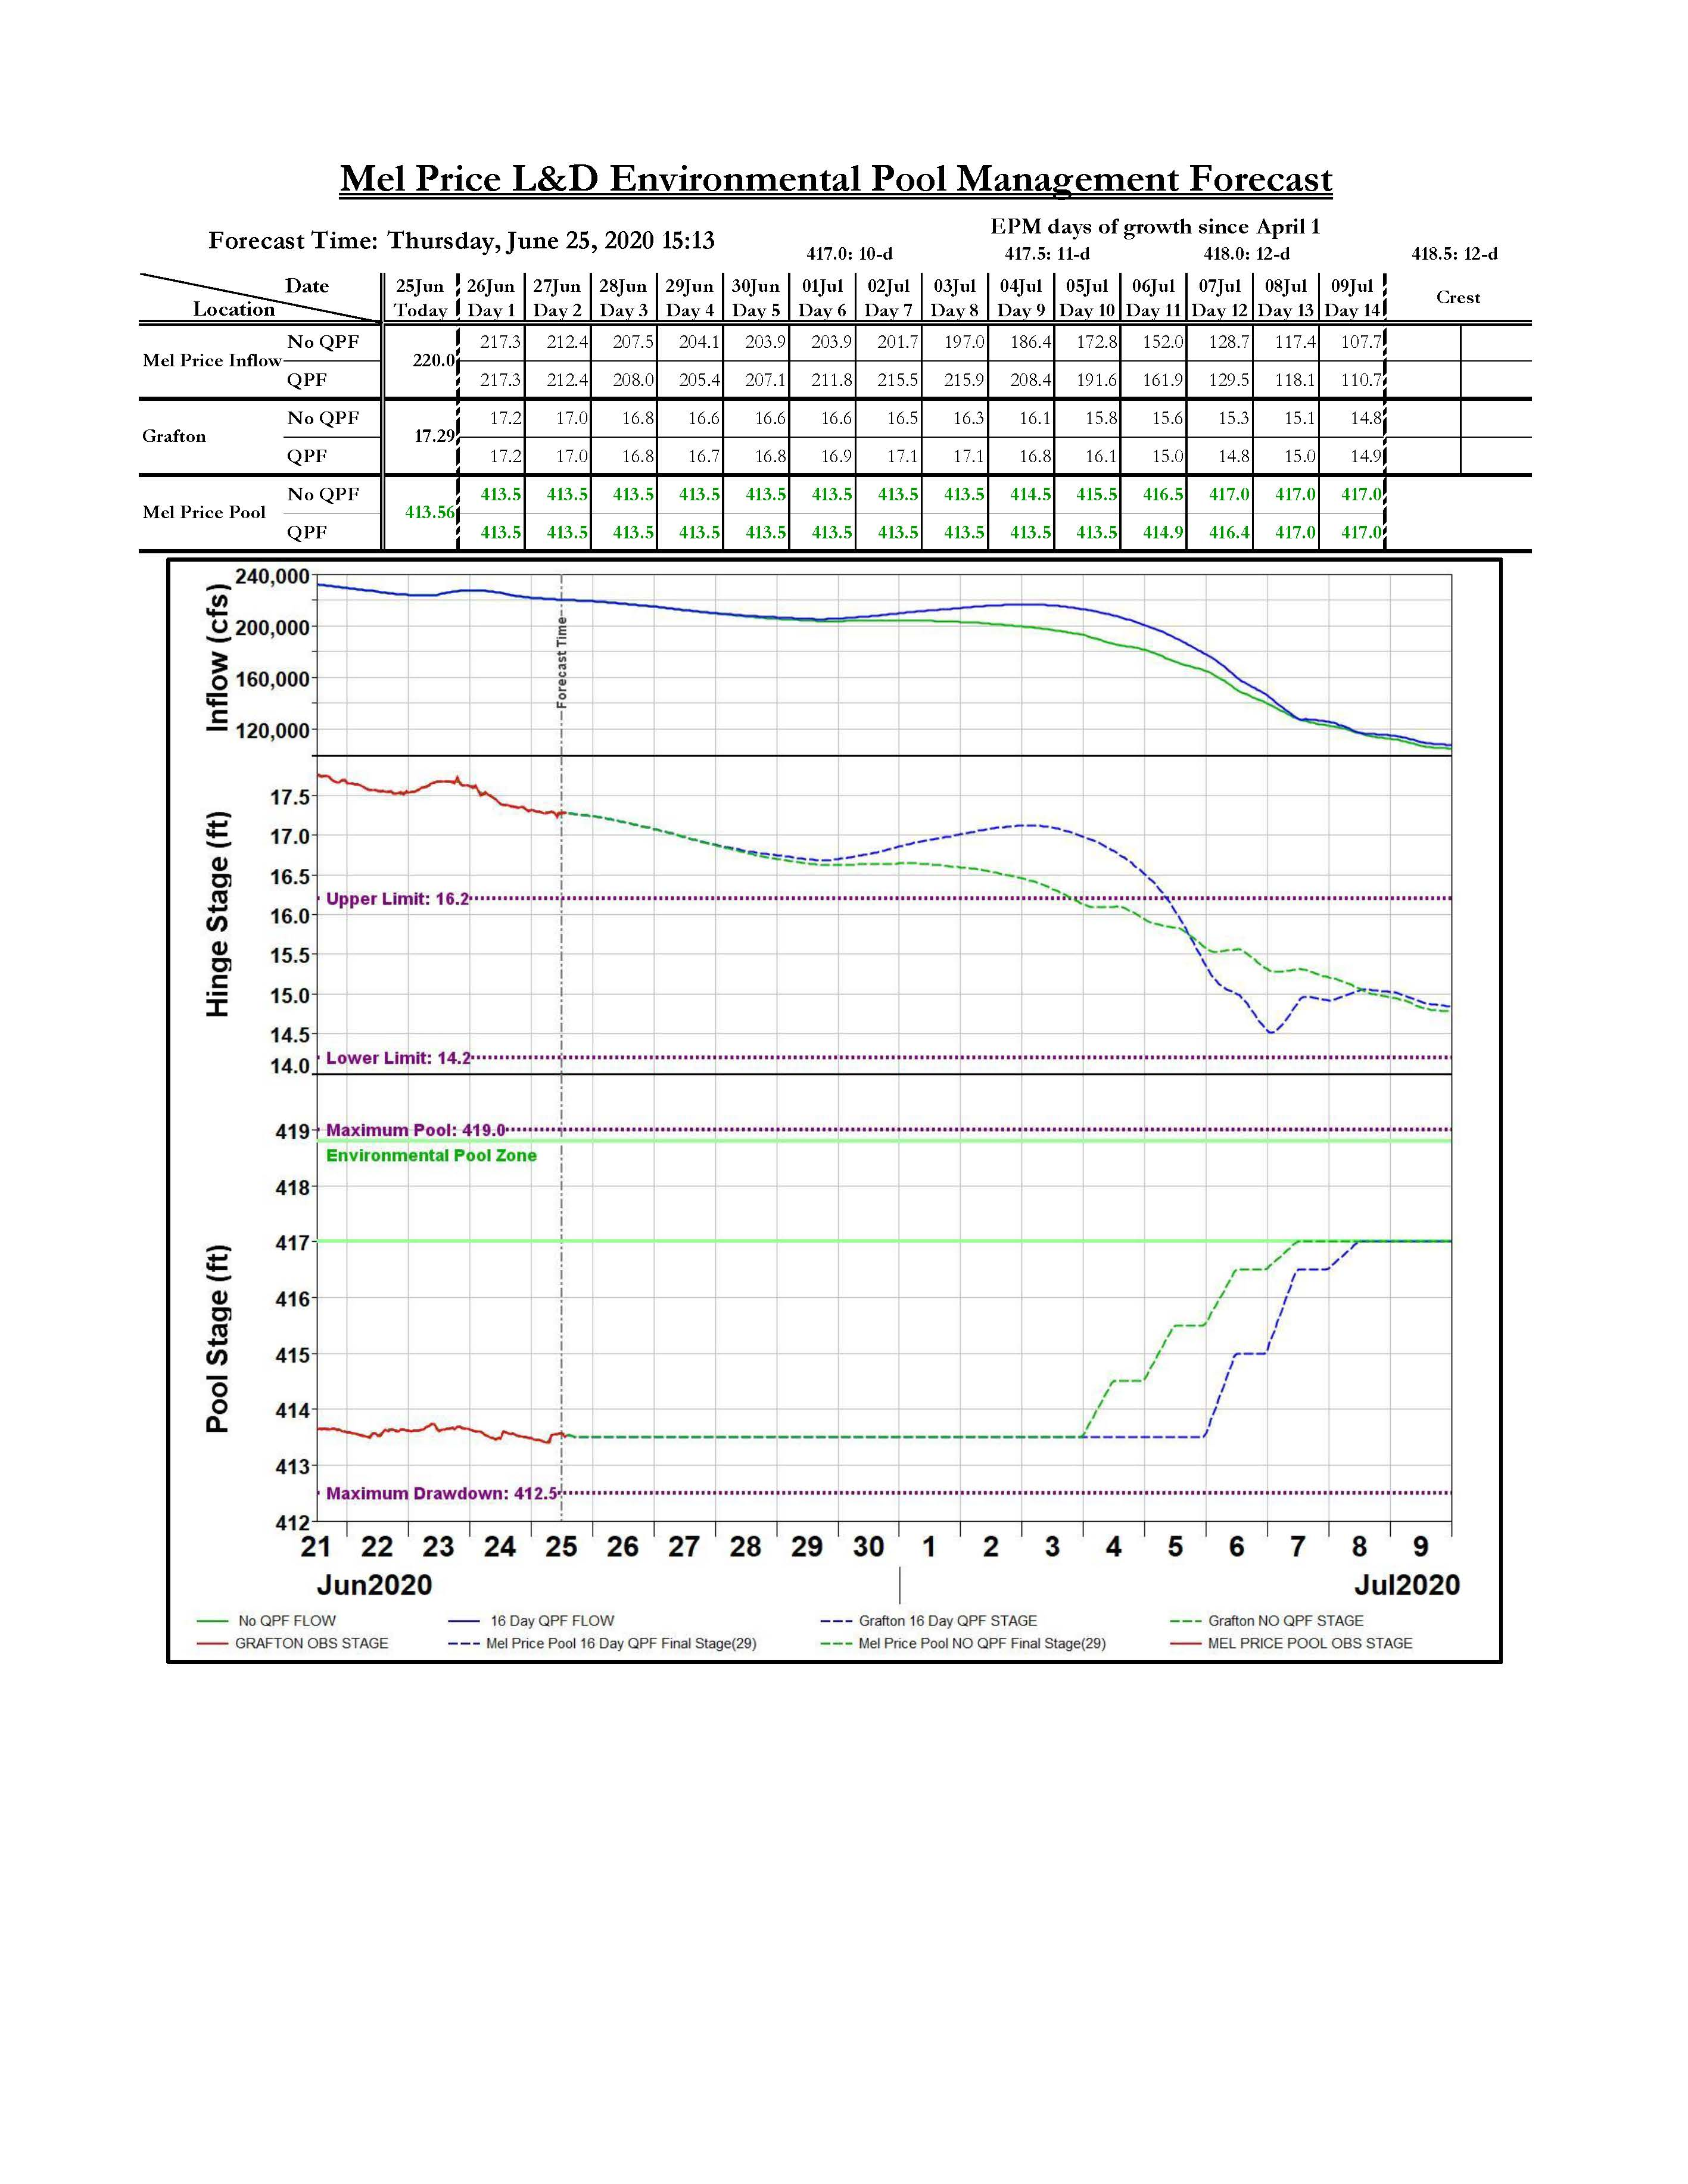 Mel Price L&D Environmental Pool Management Forecast
EPM days of growth since April 1
Forecast Time: Thursday, June 25, 2020 15:13
417.0: 10-d 417.5: 11-d 418.0: 12-d 418.5: 12-d
Date 25Jun 26Jun 27Jun 28Jun 29Jun 30Jun 01Jul 02Jul 03Jul 04Jul 05Jul 06Jul 07Jul 08Jul 09Jul Crest
Location Today Day 1 Day 2 Day 3 Day 4 Day 5 Day 6 Day 7 Day 8 Day 9 Day 10 Day 11 Day 12 Day 13 Day 14
No QPF 217.3 212.4 207.5 204.1 203.9 203.9 201.7 197.0 186.4 172.8 152.0 128.7 117.4 107.7
Mel Price Inflow 220.0
QPF 217.3 212.4 208.0 205.4 207.1 211.8 215.5 215.9 208.4 191.6 161.9 129.5 118.1 110.7
No QPF 17.2 17.0 16.8 16.6 16.6 16.6 16.5 16.3 16.1 15.8 15.6 15.3 15.1 14.8
Grafton 17.29
QPF 17.2 17.0 16.8 16.7 16.8 16.9 17.1 17.1 16.8 16.1 15.0 14.8 15.0 14.9
No QPF 413.5 413.5 413.5 413.5 413.5 413.5 413.5 413.5 414.5 415.5 416.5 417.0 417.0 417.0
Mel Price Pool 413.56
QPF 413.5 413.5 413.5 413.5 413.5 413.5 413.5 413.5 413.5 413.5 414.9 416.4 417.0 417.0
Inflow (cfs)
240,000
200,000
160,000
120,000
Forecast Time
Hinge Stage (ft)
17.5
17.0
16.5
Upper Limit: 16.2
16.0
15.5
15.0
14.5
Lower Limit: 14.2
14.0
Pool Stage (ft)
419 Maximum Pool: 419.0
Environmental Pool Zone
418
417
416
415
414
413
Maximum Drawdown: 412.5
412
21 22 23 24 25 26 27 28 29 30 1 2 3 4 5 6 7 8 9
Jun2020 Jul2020
No QPF FLOW 16 Day QPF FLOW Grafton 16 Day QPF STAGE Grafton NO QPF STAGE
GRAFTON OBS STAGE Mel Price Pool 16 Day QPF Final Stage(29) Mel Price Pool NO QPF Final Stage(29) MEL PRICE POOL OBS STAGE